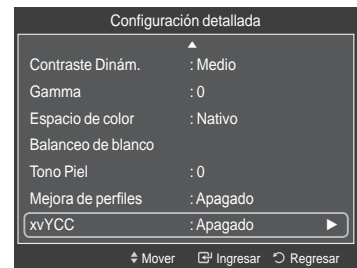 Configuración detallada
▲
Contraste Dinám. : Medio
Gamma : 0
Espacio de color : Nativo
Balanceo de blanco
Tono Piel : 0
Mejora de perfiles : Apagado
xvYCC : Apagado ►
Mover Ingresar Regresar